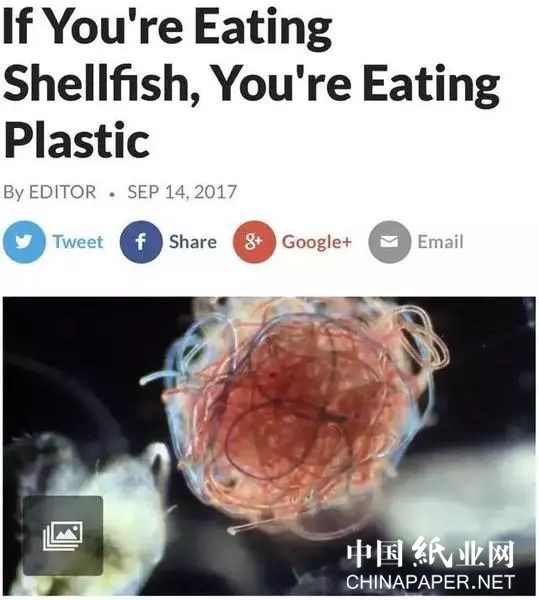 If You're Eating
Shellfish, You're Eating
Plastic
By EDITOR • SEP 14, 2017
Tweet Share Google+ Email
中国紙业网
CHINAPAPER.NET